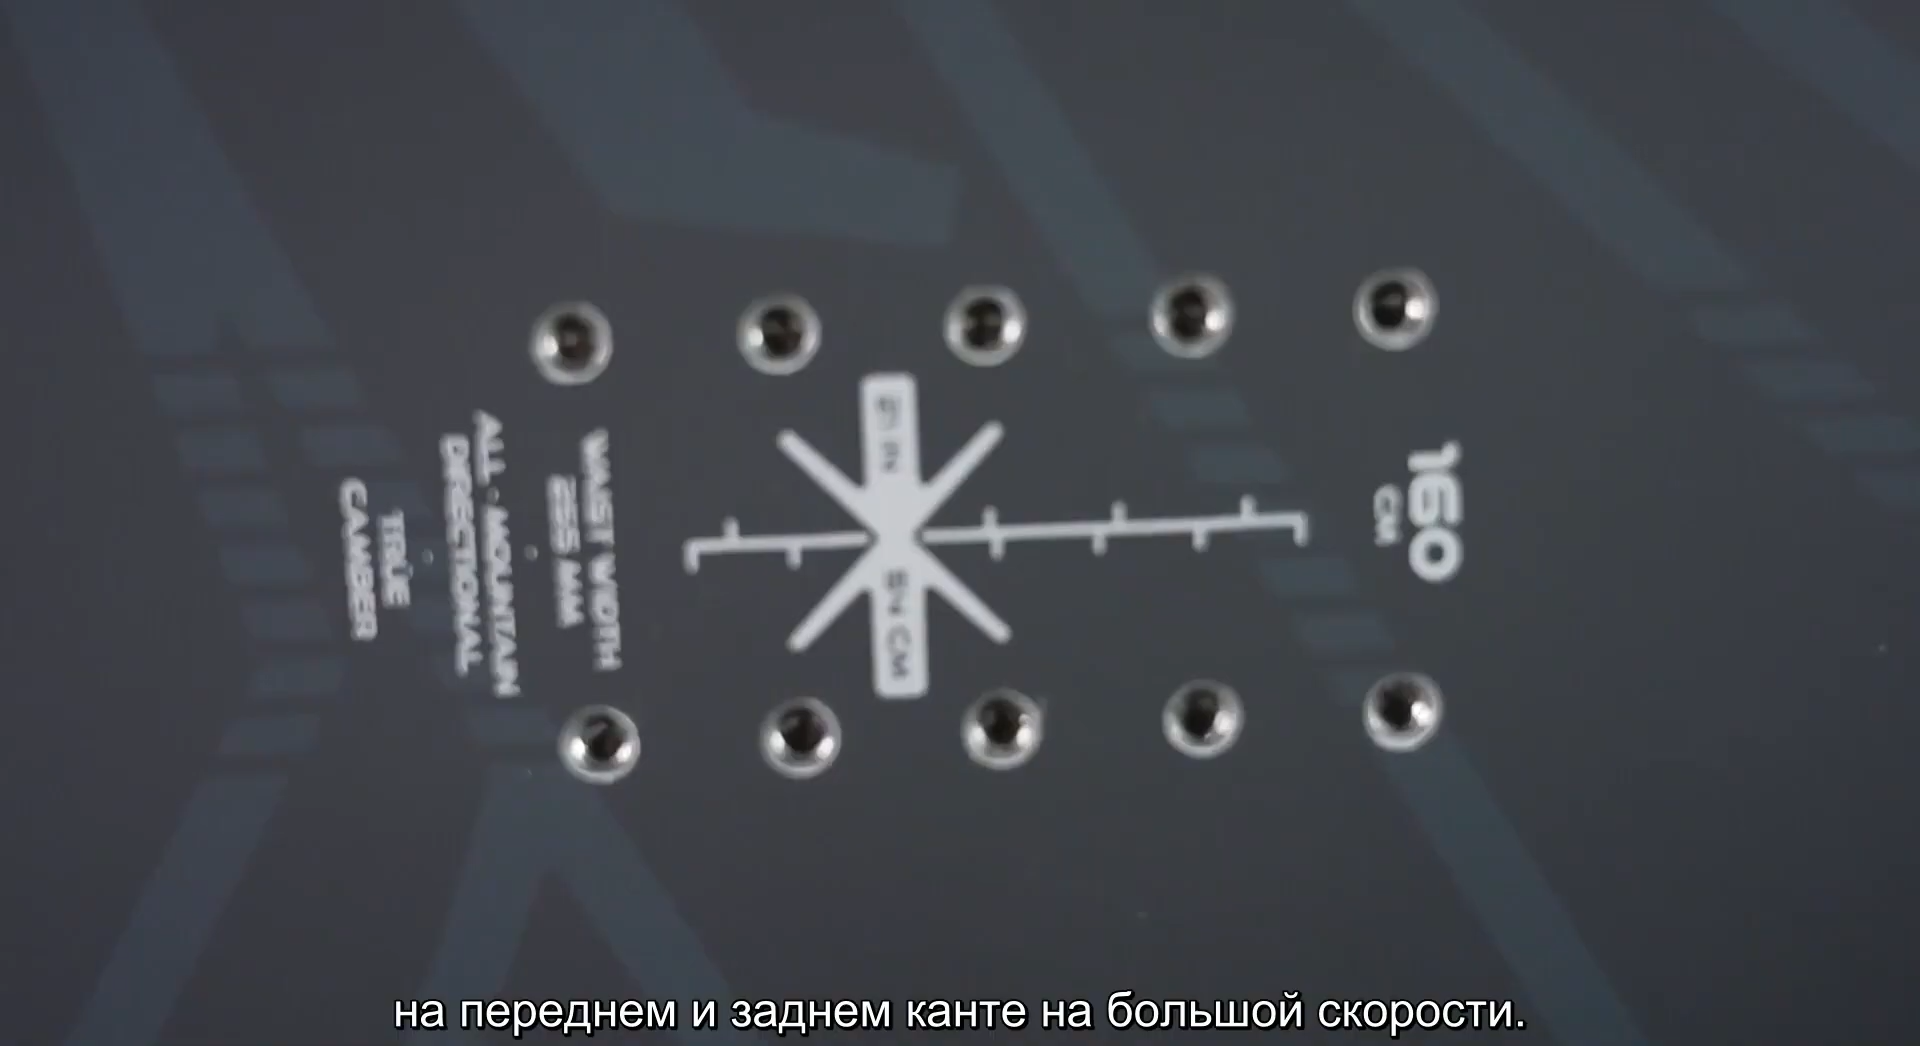 160
CM
21 IN
54 CM
WAIST WIDTH
255 MM
ALL-MOUNTAIN
DIRECTIONAL
TRUE
CAMBER
на переднем и заднем канте на большой скорости.